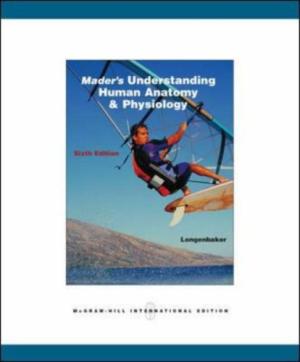 Mader's Understanding
Human Anatomy
& Physiology
Sixth Edition
Longenbaker
McGRAW-HILL INTERNATIONAL EDITION